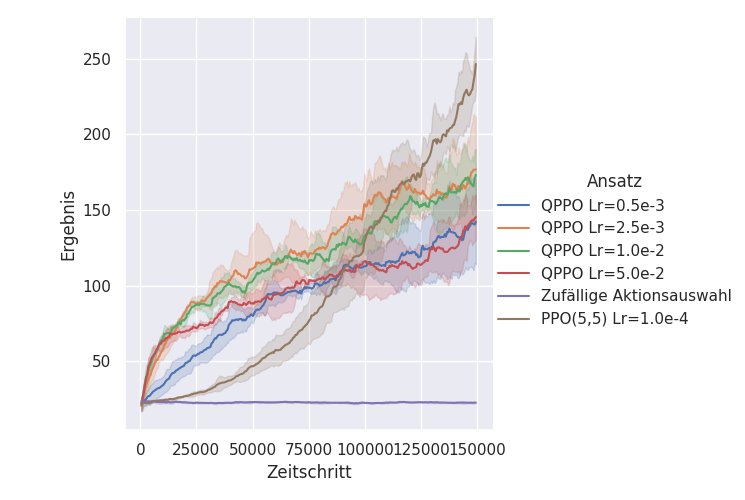 250
200
150
100
50
Ergebnis
0 25000 50000 75000 100000 125000 150000
Zeitschritt
Ansatz
QPPO Lr=0.5e-3
QPPO Lr=2.5e-3
QPPO Lr=1.0e-2
QPPO Lr=5.0e-2
Zufällige Aktionsauswahl
PPO(5,5) Lr=1.0e-4